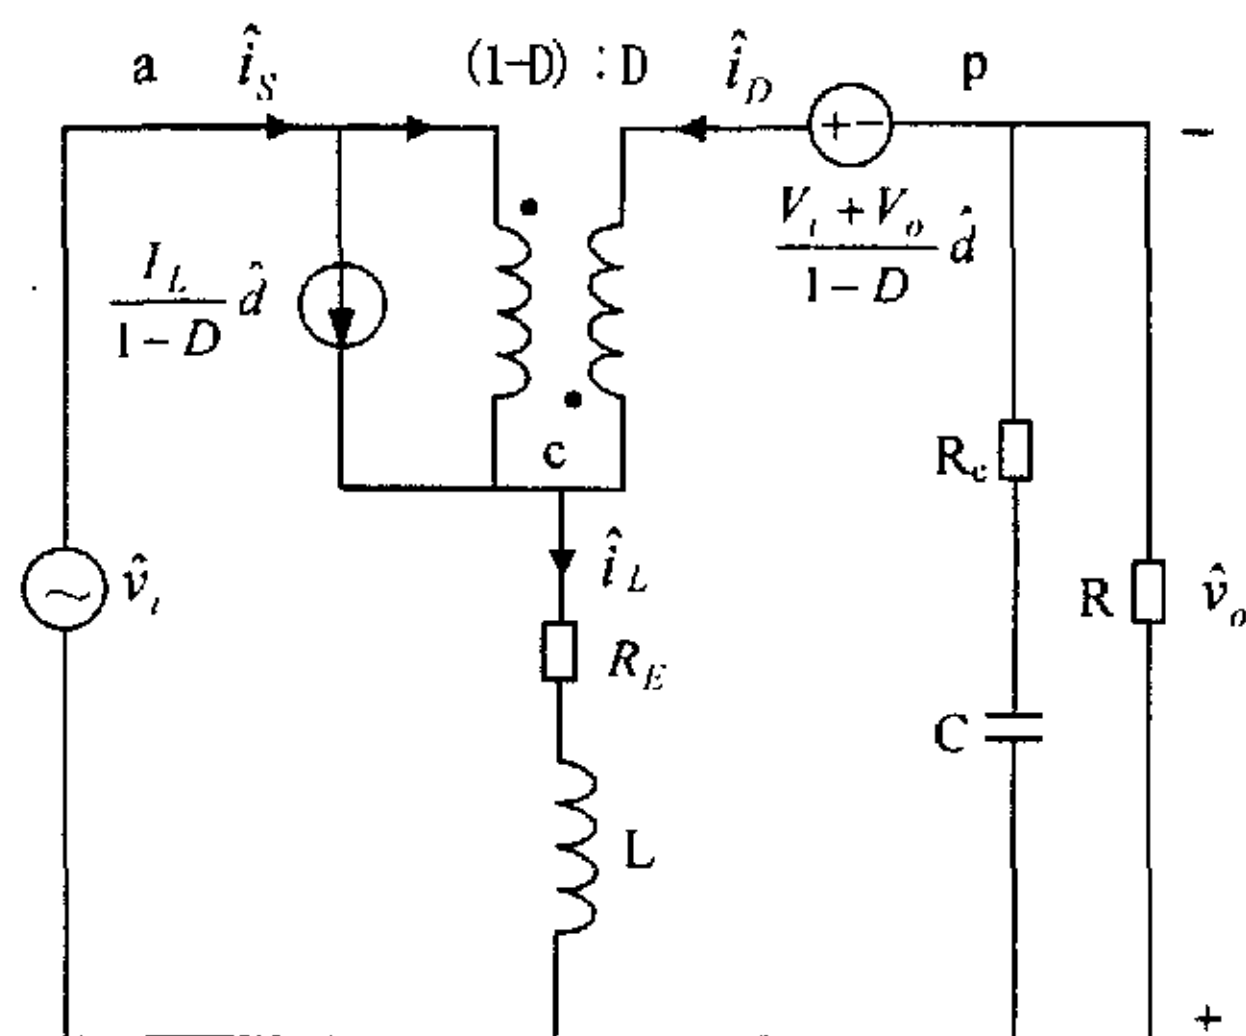 a î_S (1-D) : D î_D p
+ − −
I_L / 1-D d̂
V_i + V_o / 1-D d̂
c
R_c
î_L
v̂_i
R v̂_o
R_E
C
L
+